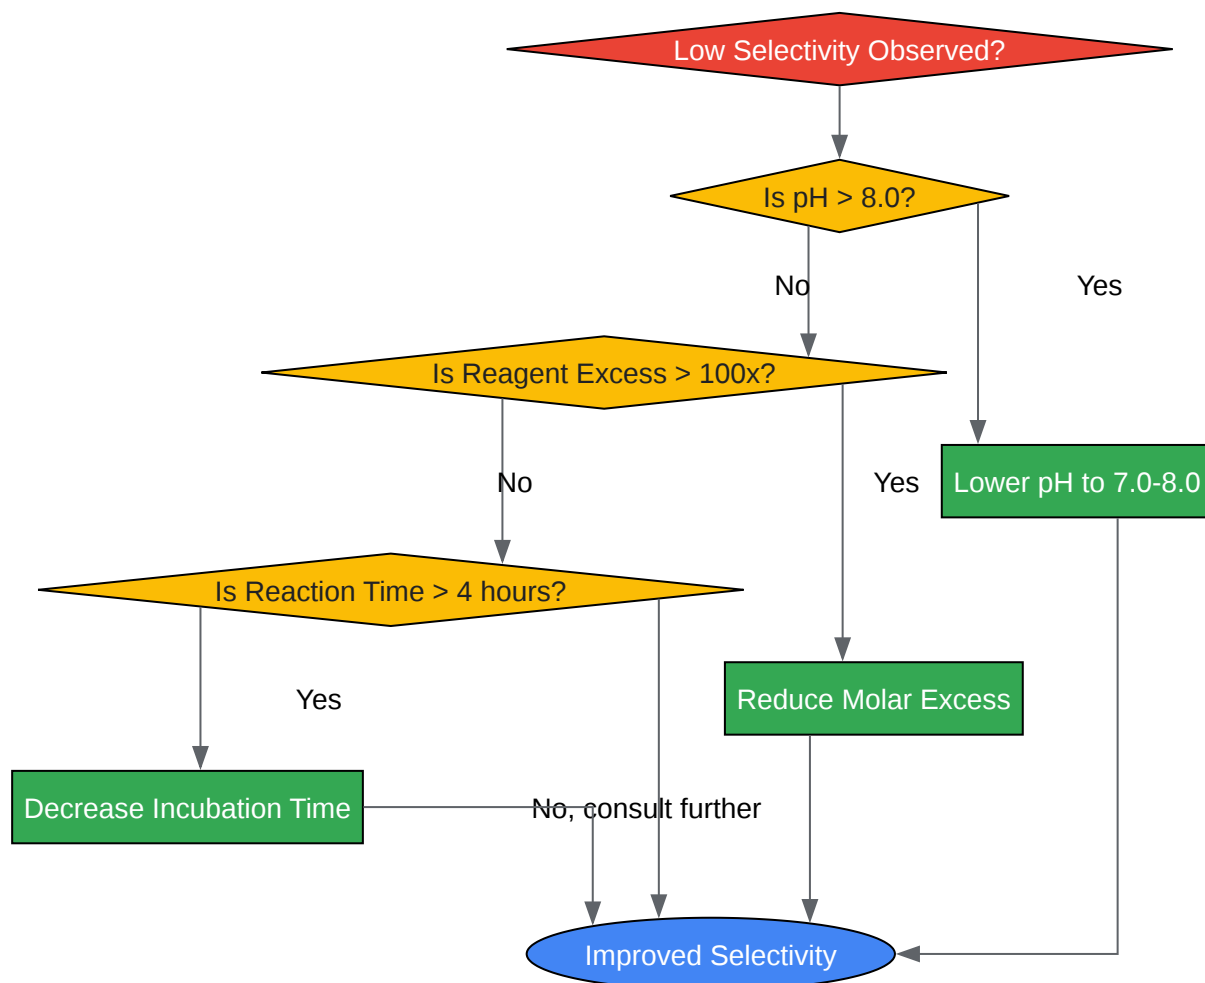 Low Selectivity Observed?
Is pH > 8.0?
No
Yes
Is Reagent Excess > 100x?
No
Yes
Lower pH to 7.0-8.0
Is Reaction Time > 4 hours?
Yes
Reduce Molar Excess
Decrease Incubation Time
No, consult further
Improved Selectivity